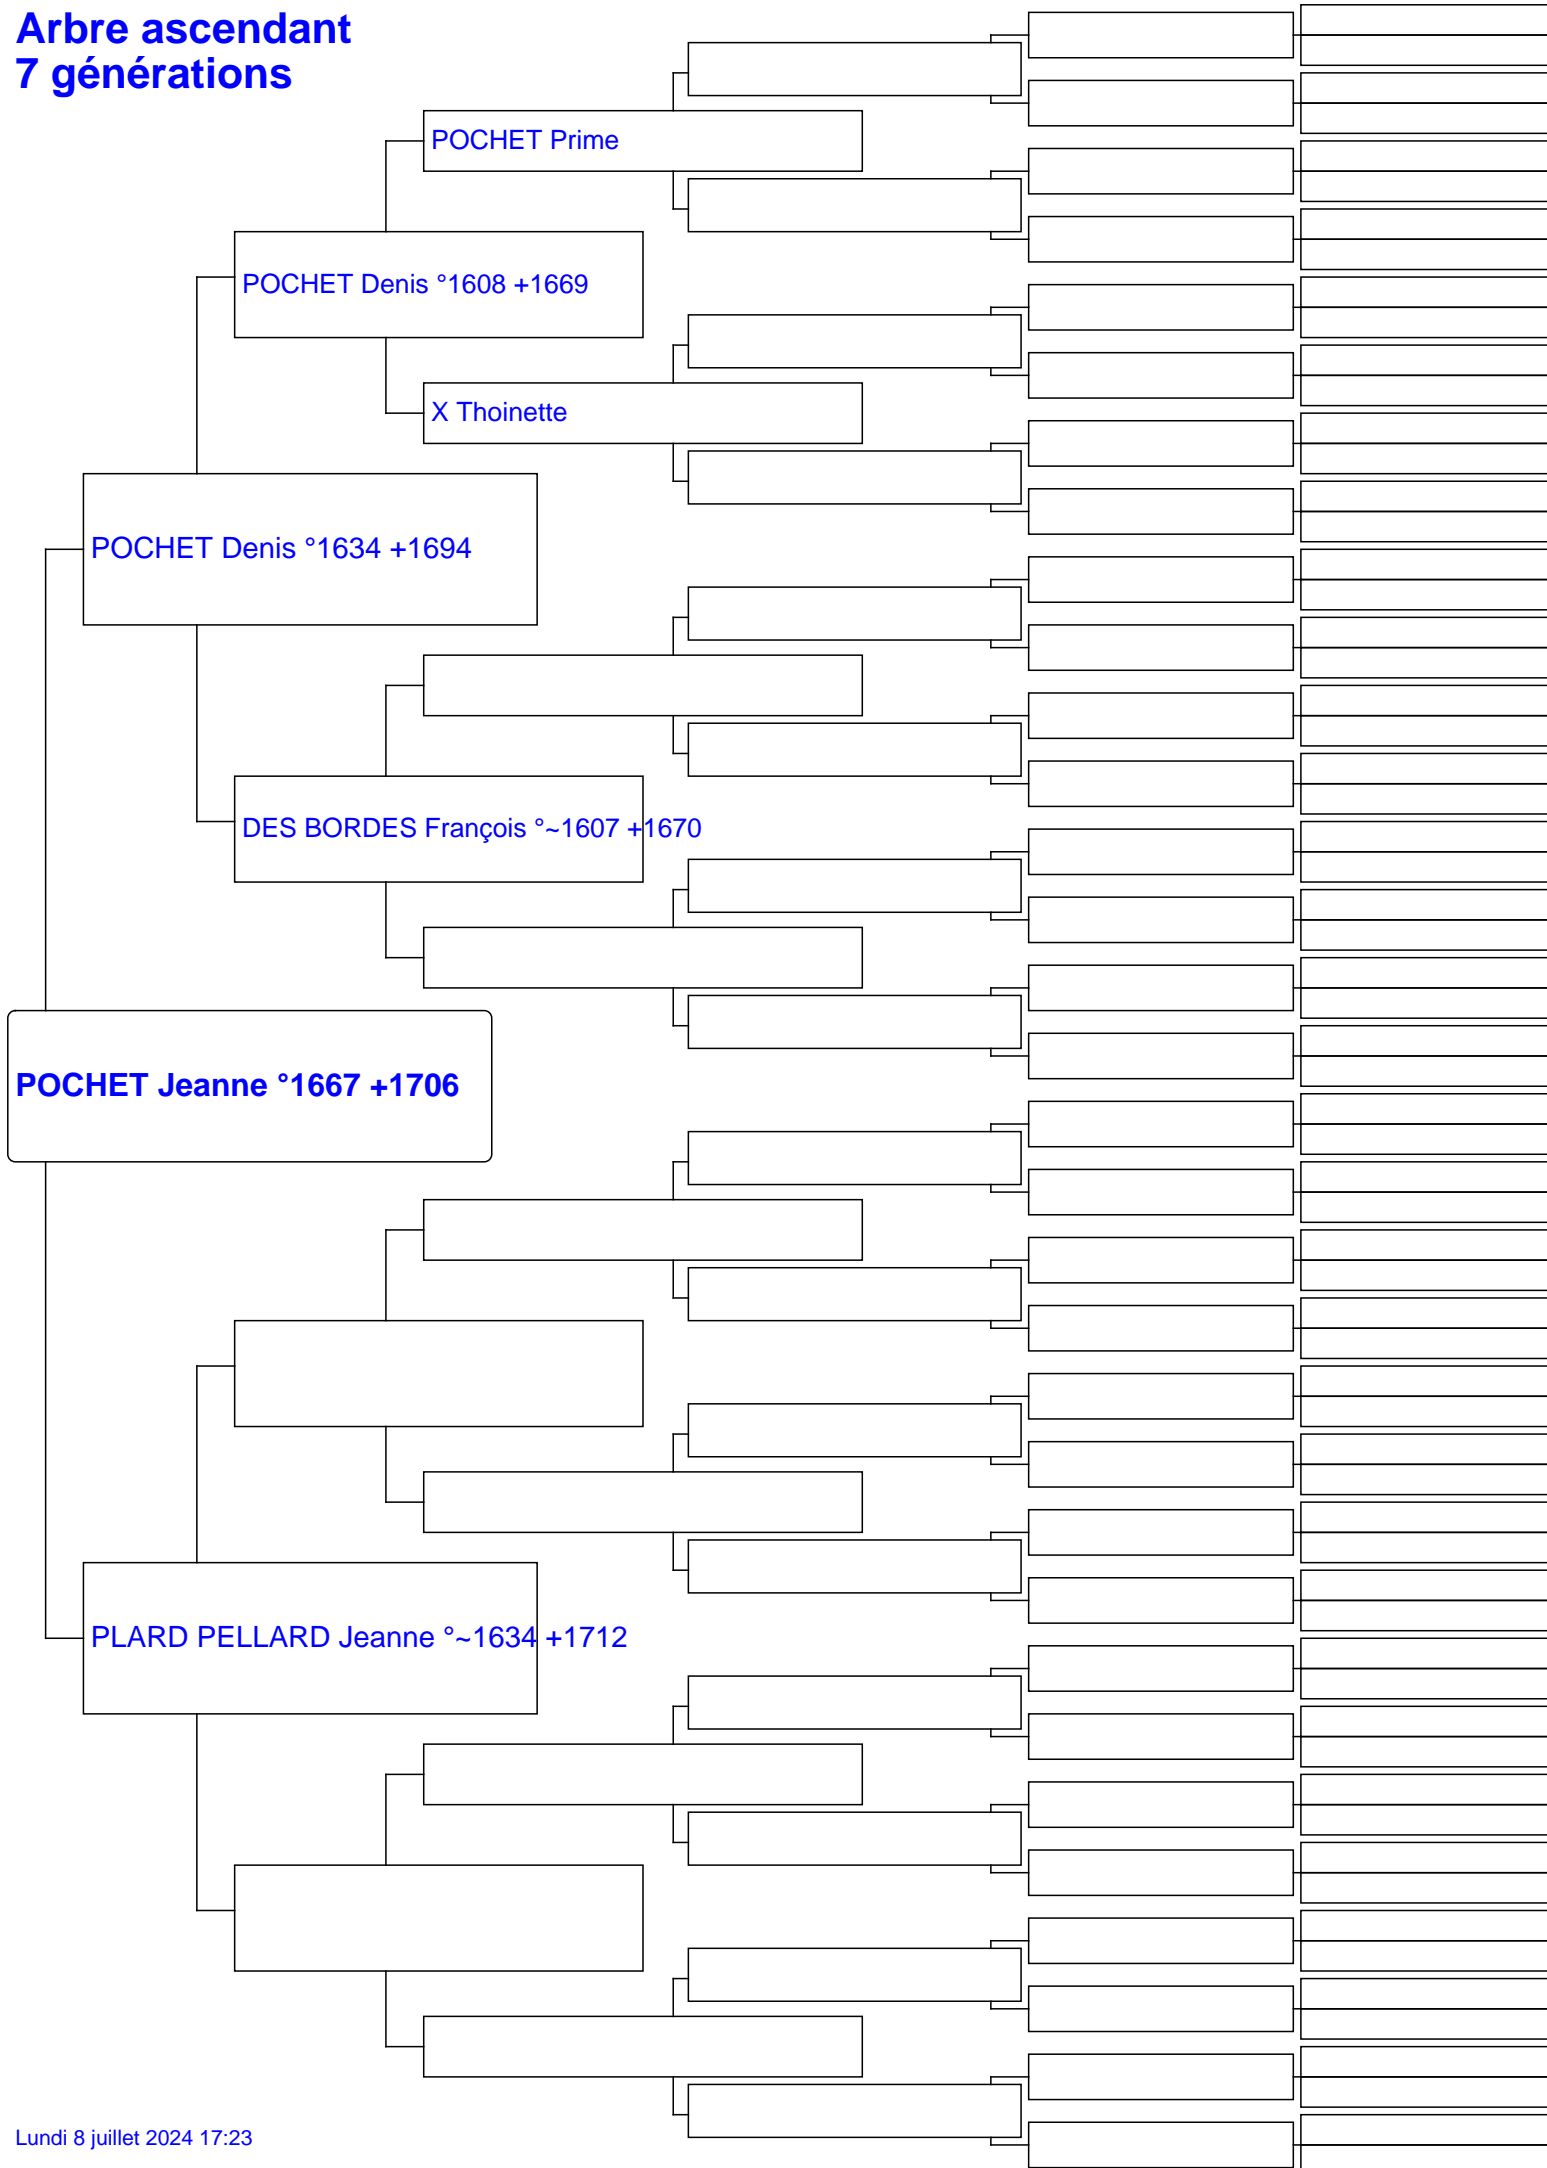 Arbre ascendant
7 générations
POCHET Prime
POCHET Denis °1608 +1669
X Thoinette
POCHET Denis °1634 +1694
DES BORDES François °~1607 +1670
POCHET Jeanne °1667 +1706
PLARD PELLARD Jeanne °~1634 +1712
Lundi 8 juillet 2024 17:23